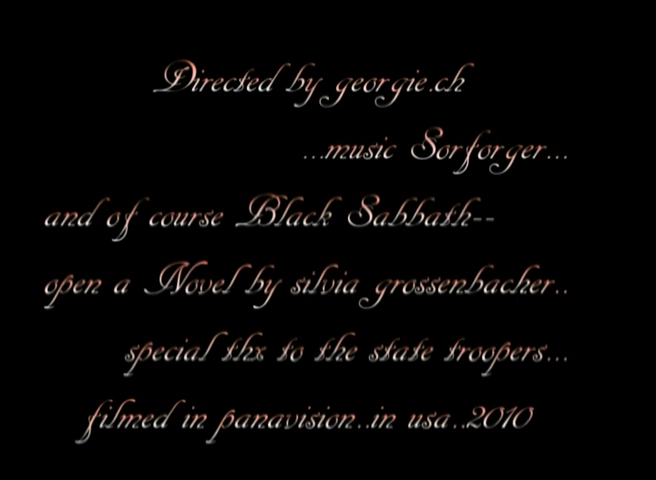 Directed by georgie.ch
...music Sorforger...
and of course Black Sabbath--
open a Novel by silvia grossenbacher..
special thx to the state troopers...
filmed in panavision..in usa..2010